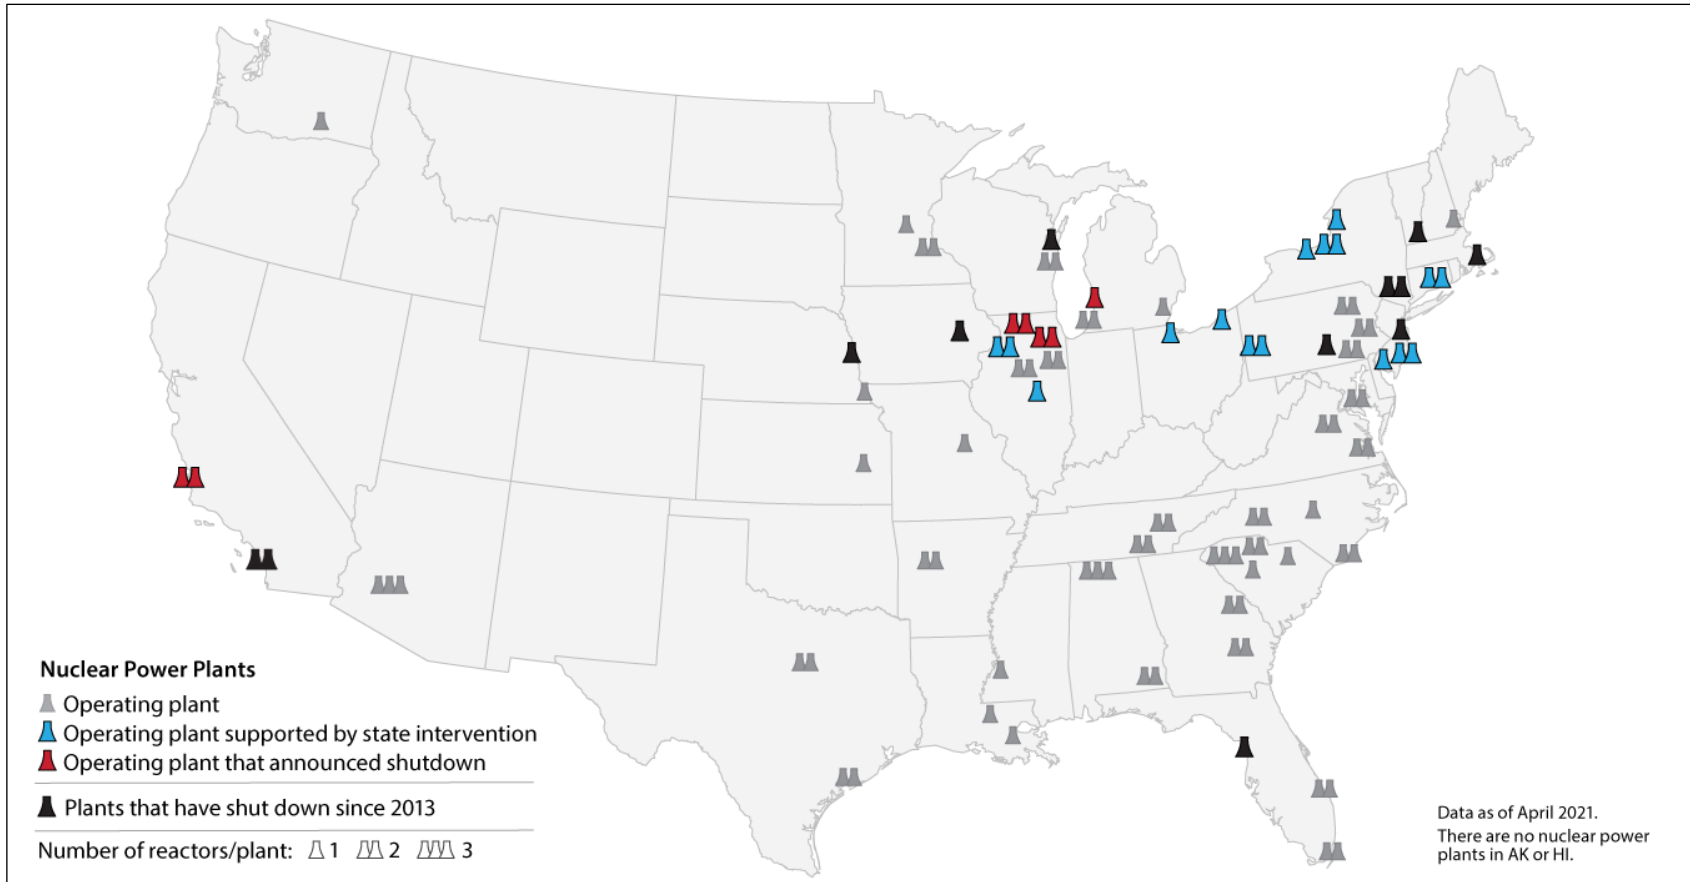 Nuclear Power Plants
Operating plant
Operating plant supported by state intervention
Operating plant that announced shutdown
Plants that have shut down since 2013
Number of reactors/plant: 1 2 3
Data as of April 2021.
There are no nuclear power
plants in AK or HI.